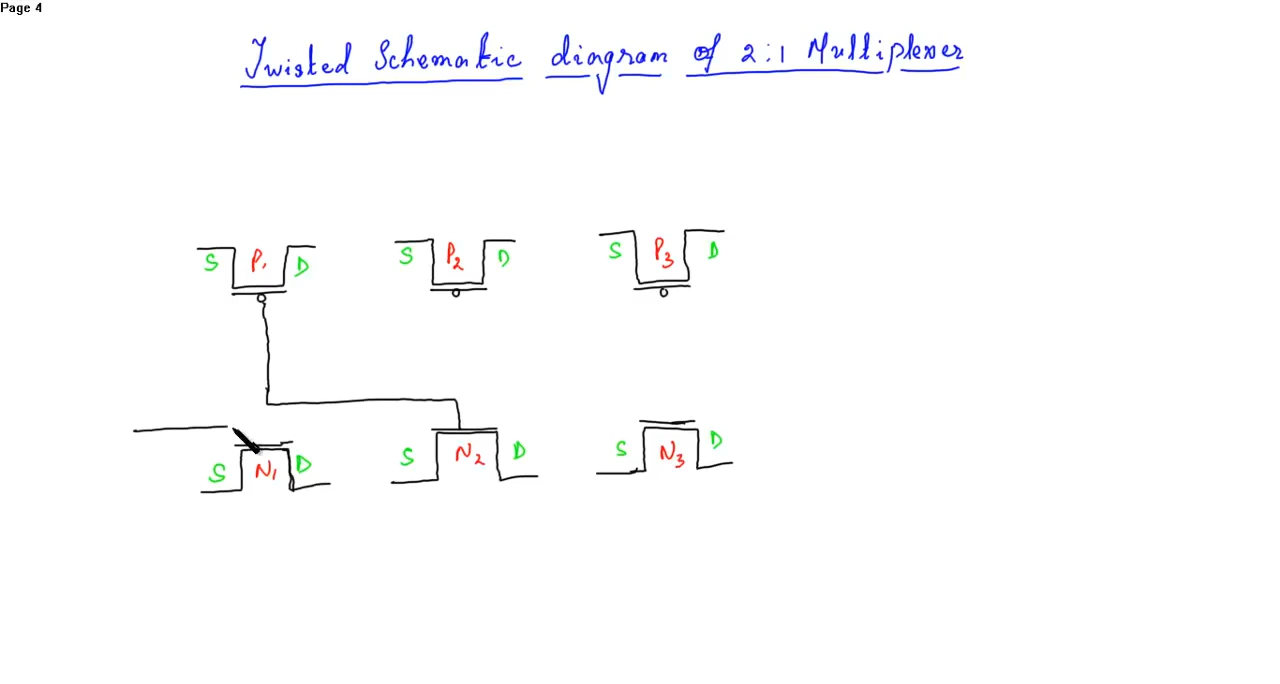 Page 4
Twisted Schematic diagram of 2:1 Multiplexer
S P1 D S P2 D S P3 D
S N1 D S N2 D S N3 D